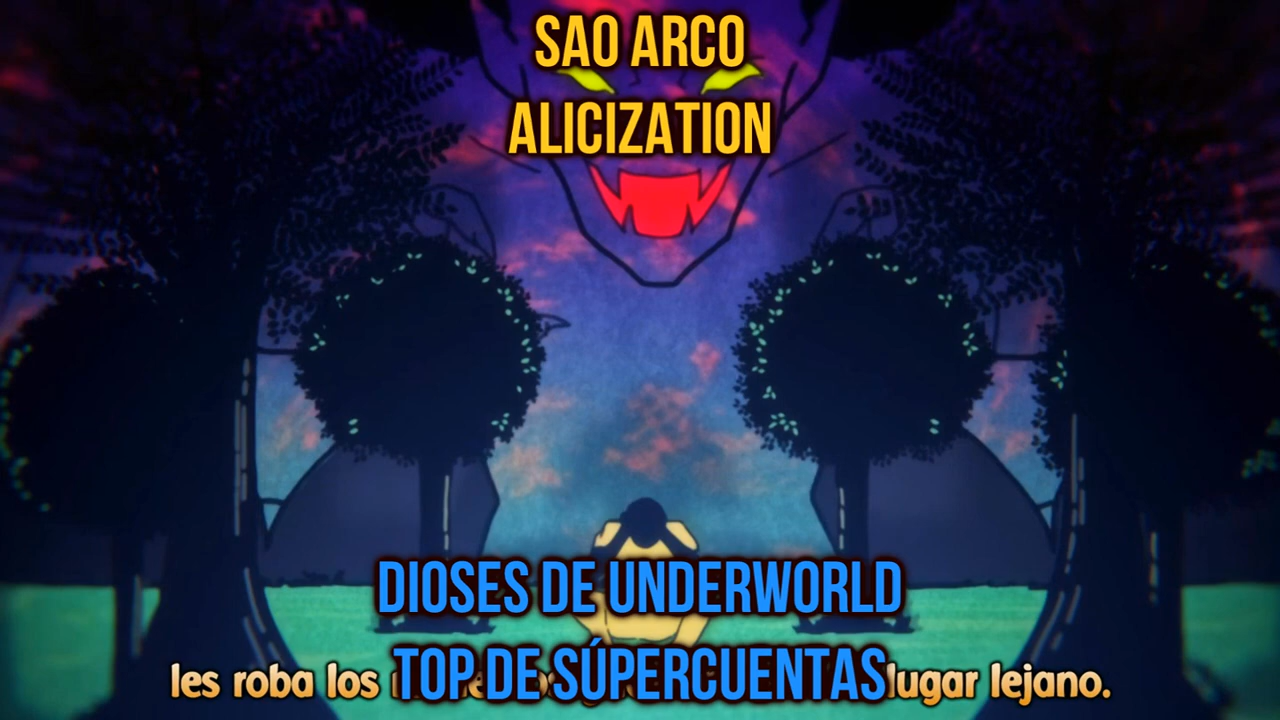 SAO ARCO
ALICIZATION
DIOSES DE UNDERWORLD
TOP DE SÚPERCUENTAS
les roba los lugar lejano.